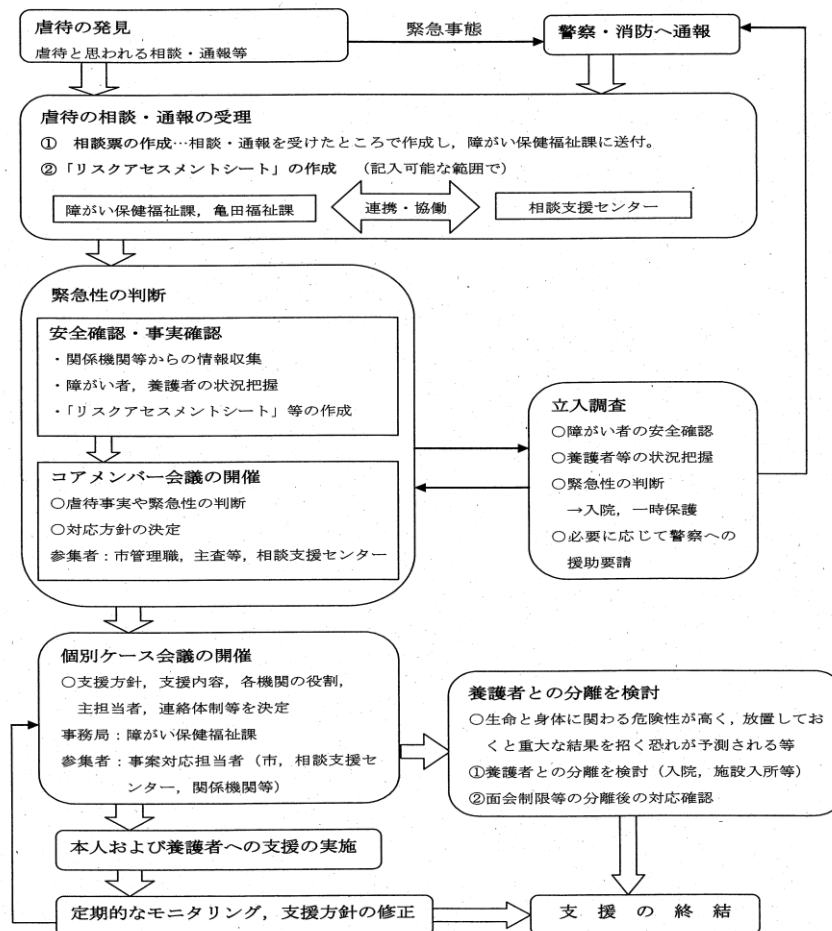 虐待の発見
虐待と思われる相談・通報等
緊急事態
警察・消防へ通報
虐待の相談・通報の受理
① 相談票の作成…相談・通報を受けたところで作成し，障がい保健福祉課に送付。
②「リスクアセスメントシート」の作成 （記入可能な範囲で）
障がい保健福祉課，亀田福祉課
連携・協働
相談支援センター
緊急性の判断
安全確認・事実確認
・関係機関等からの情報収集
・障がい者，養護者の状況把握
・「リスクアセスメントシート」等の作成
コアメンバー会議の開催
○虐待事実や緊急性の判断
○対応方針の決定
参集者：市管理職，主査等，相談支援センター
立入調査
○障がい者の安全確認
○養護者等の状況把握
○緊急性の判断
→入院，一時保護
○必要に応じて警察への
援助要請
個別ケース会議の開催
○支援方針，支援内容，各機関の役割，
主担当者，連絡体制等を決定
事務局：障がい保健福祉課
参集者：事案対応担当者（市，相談支援セ
ンター，関係機関等）
養護者との分離を検討
○生命と身体に関わる危険性が高く，放置してお
くと重大な結果を招く恐れが予測される等
①養護者との分離を検討（入院，施設入所等）
②面会制限等の分離後の対応確認
本人および養護者への支援の実施
定期的なモニタリング，支援方針の修正
支援の終結